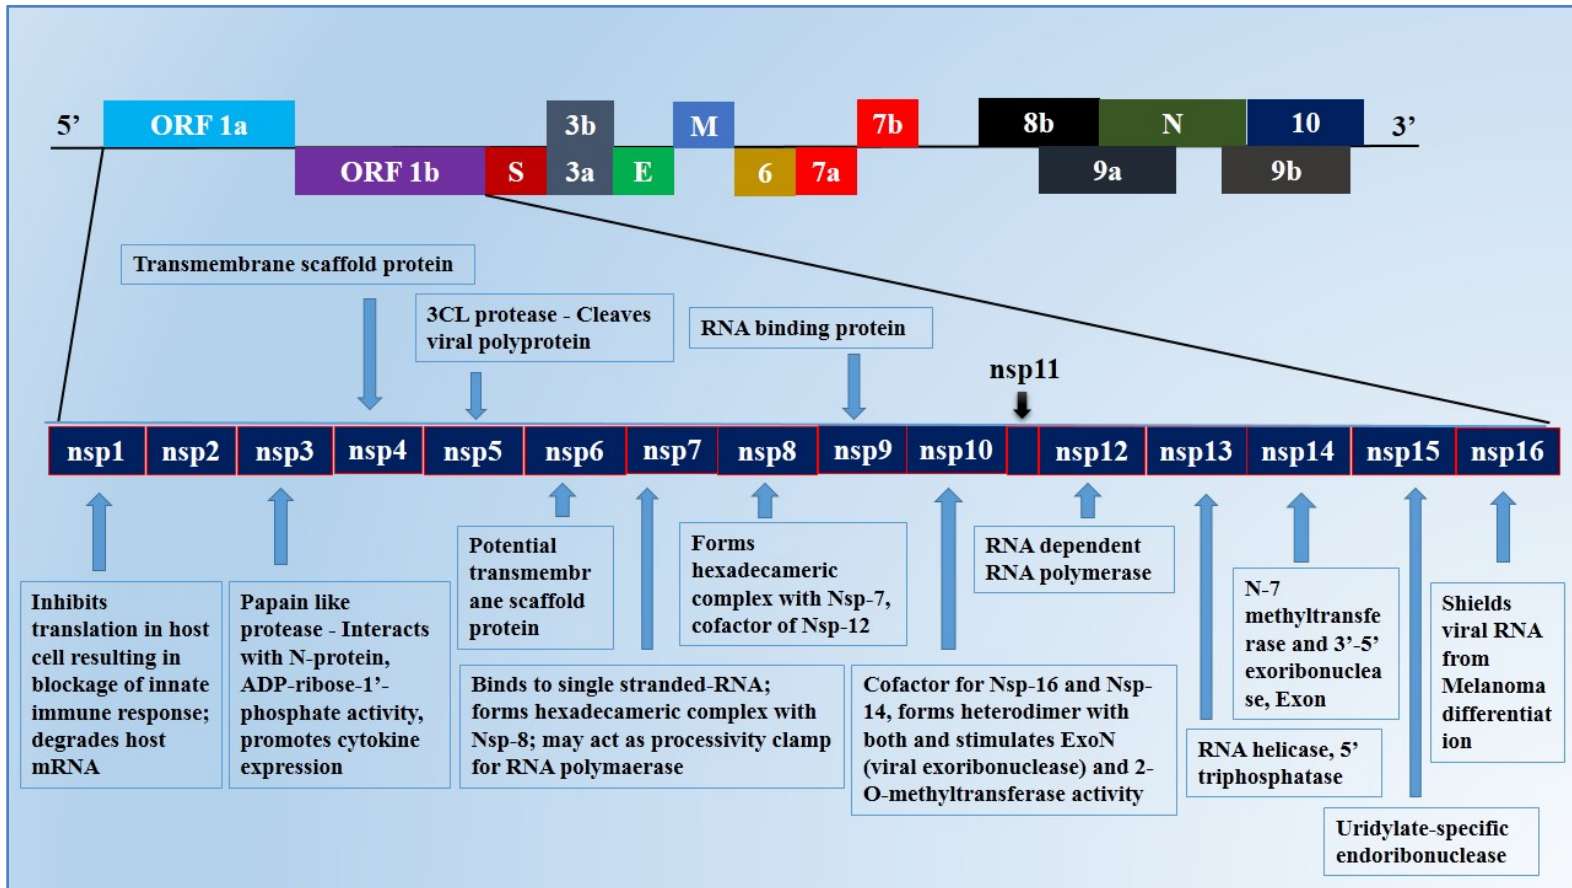 5’
ORF 1a
3b
M
7b
8b
N
10
3’
ORF 1b
S
3a
E
6
7a
9a
9b
Transmembrane scaffold protein
3CL protease - Cleaves
viral polyprotein
RNA binding protein
nsp11
nsp1
nsp2
nsp3
nsp4
nsp5
nsp6
nsp7
nsp8
nsp9
nsp10
nsp12
nsp13
nsp14
nsp15
nsp16
Inhibits
translation in host
cell resulting in
blockage of innate
immune response;
degrades host
mRNA
Papain like
protease - Interacts
with N-protein,
ADP-ribose-1’-
phosphate activity,
promotes cytokine
expression
Potential
transmembr
ane scaffold
protein
Binds to single stranded-RNA;
forms hexadecameric complex with
Nsp-8; may act as processivity clamp
for RNA polymaerase
Forms
hexadecameric
complex with Nsp-7,
cofactor of Nsp-12
Cofactor for Nsp-16 and Nsp-
14, forms heterodimer with
both and stimulates ExoN
(viral exoribonuclease) and 2-
O-methyltransferase activity
RNA dependent
RNA polymerase
RNA helicase, 5’
triphosphatase
N-7
methyltransfe
rase and 3’-5’
exoribonuclea
se, Exon
Uridylate-specific
endoribonuclease
Shields
viral RNA
from
Melanoma
differentiat
ion